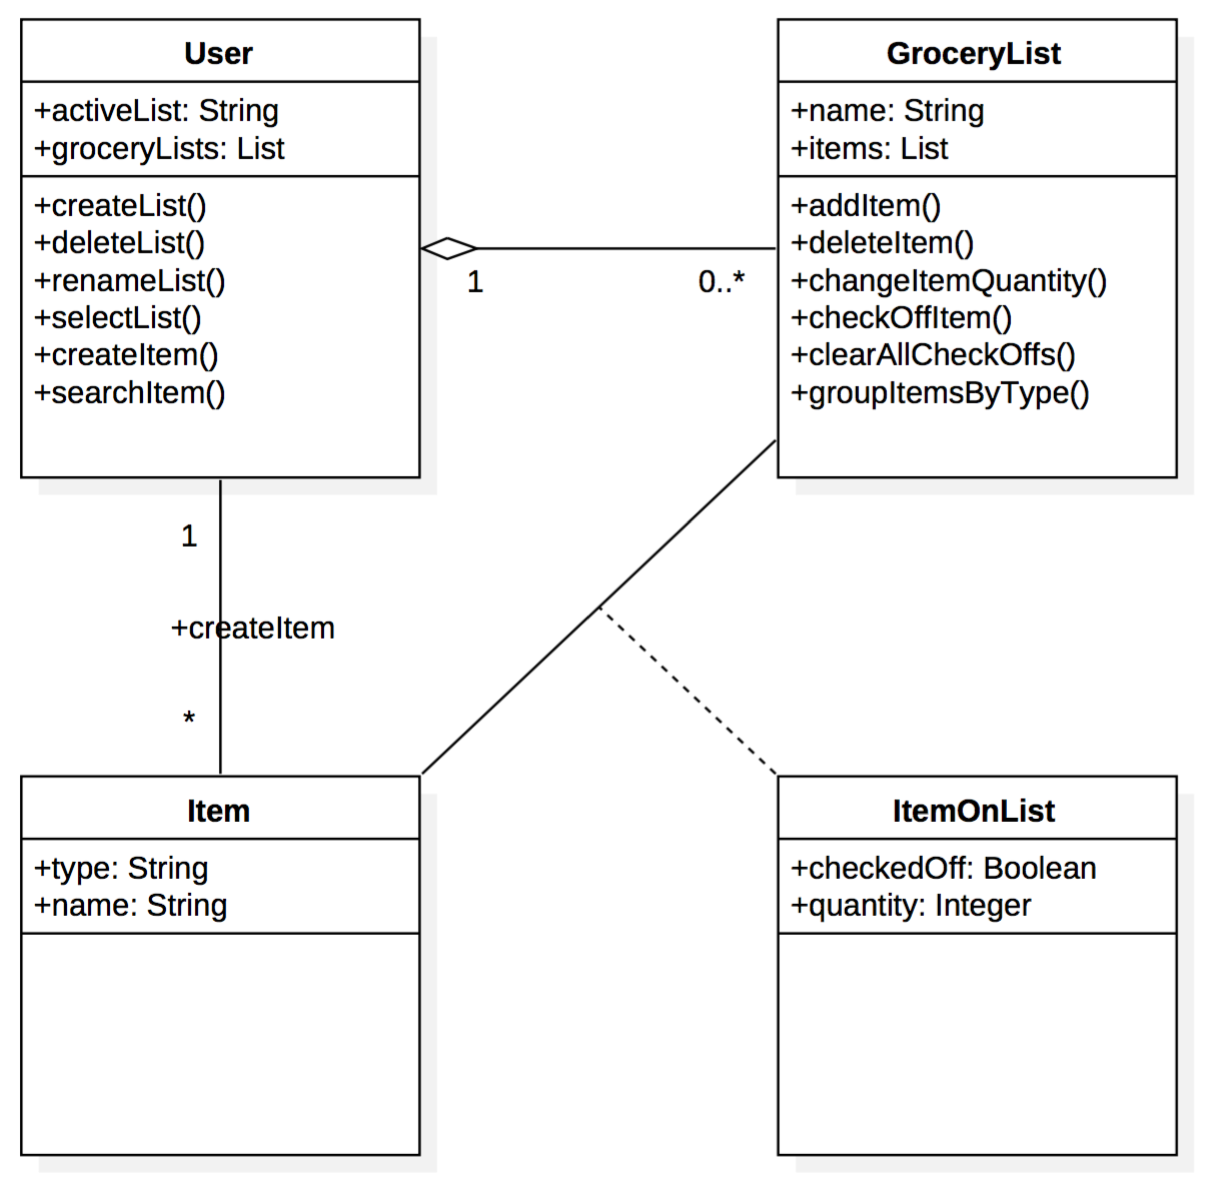 User
+activeList: String
+groceryLists: List
+createList()
+deleteList()
+renameList()
+selectList()
+createItem()
+searchItem()
1
0..*
GroceryList
+name: String
+items: List
+addItem()
+deleteItem()
+changeItemQuantity()
+checkOffItem()
+clearAllCheckOffs()
+groupItemsByType()
1
+createItem
*
Item
+type: String
+name: String
ItemOnList
+checkedOff: Boolean
+quantity: Integer